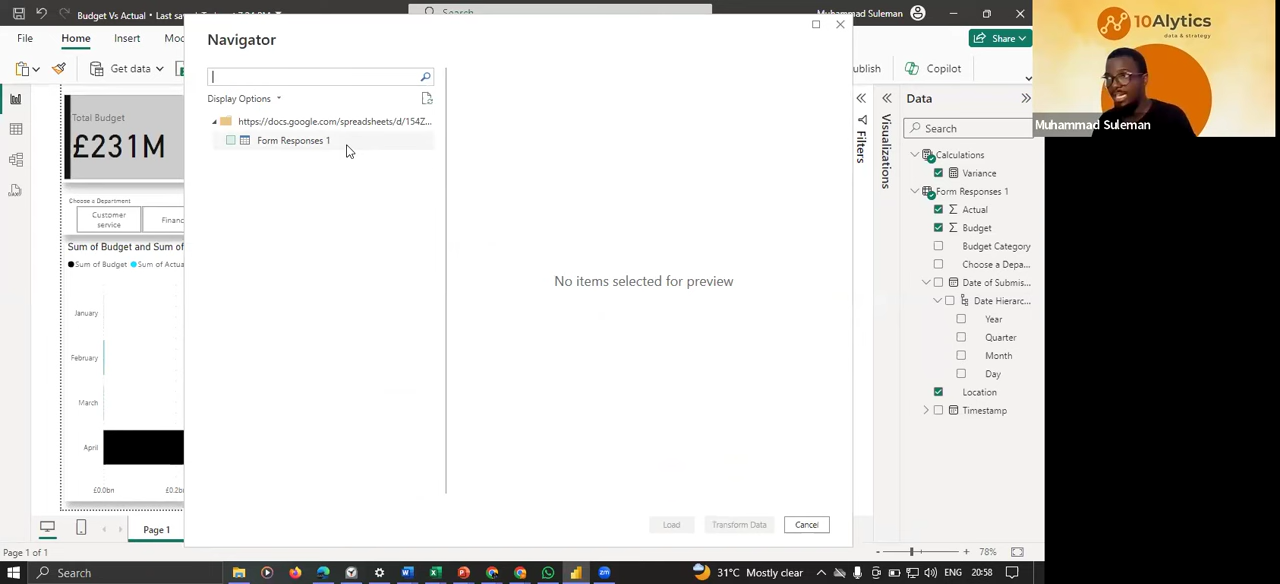 Budget Vs Actual • Last sa
Search
Muhammad Suleman
File
Home
Insert
Share
Get data
ublish
Copilot
Navigator
Display Options
https://docs.google.com/spreadsheets/d/154Z...
Form Responses 1
No items selected for preview
Load
Transform Data
Cancel
Total Budget
£231M
Choose a Department
Customer
service
Financ
Sum of Budget and Sum of
Sum of Budget
Sum of Actua
January
February
March
April
£0.0bn
£0.2b
Filters
Visualizations
Data
Search
Calculations
Variance
Form Responses 1
Actual
Budget
Budget Category
Choose a Depa...
Date of Submis...
Date Hierarc...
Year
Quarter
Month
Day
Location
Timestamp
Page 1
Page 1 of 1
78%
Search
31°C Mostly clear
ENG
20:58
10Alytics
data & strategy
Muhammad Suleman